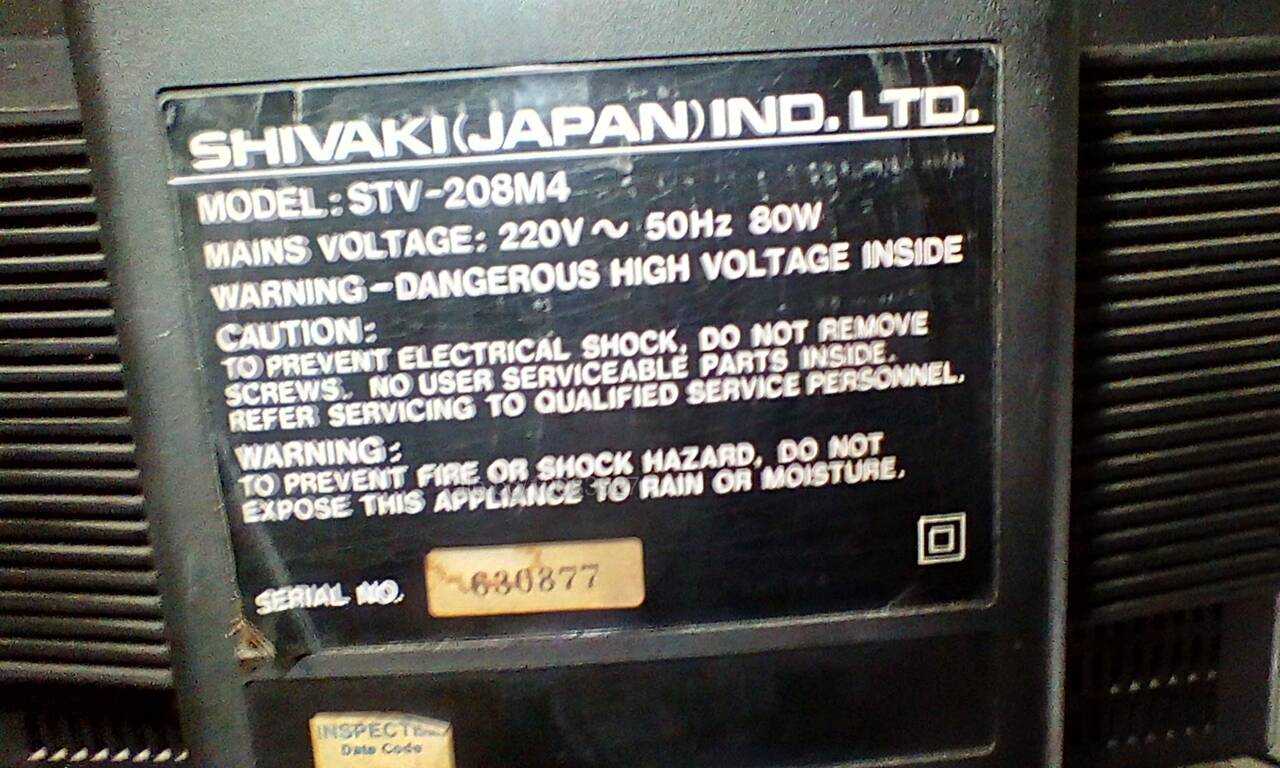 SHIVAKI(JAPAN)IND.LTD.
MODEL: STV-208M4
MAINS VOLTAGE: 220V ~ 50Hz 80W
WARNING-DANGEROUS HIGH VOLTAGE INSIDE
CAUTION:
TO PREVENT ELECTRICAL SHOCK, DO NOT REMOVE
SCREWS. NO USER SERVICEABLE PARTS INSIDE.
REFER SERVICING TO QUALIFIED SERVICE PERSONNEL.
WARNING:
TO PREVENT FIRE OR SHOCK HAZARD, DO NOT
EXPOSE THIS APPLIANCE TO RAIN OR MOISTURE.
SERIAL NO. 630877
Date Code